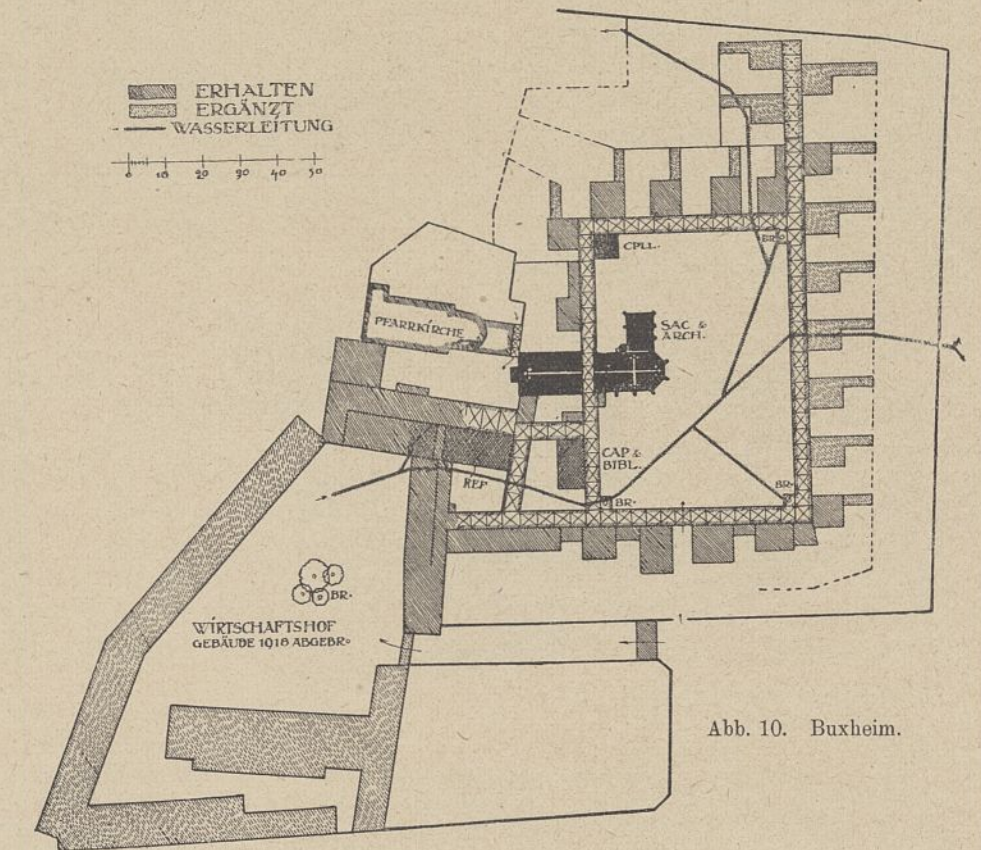 ERHALTEN
ERGÄNZT
WASSERLEITUNG
0 10 20 30 40 50
CPLL.
BR.
PFARRKIRCHE
SAC &
ARCH.
CAP &
BIBL.
REF
BR.
BR.
BR.
WIRTSCHAFTSHOF
GEBÄUDE 1918 ABGEBR.
Abb. 10. Buxheim.